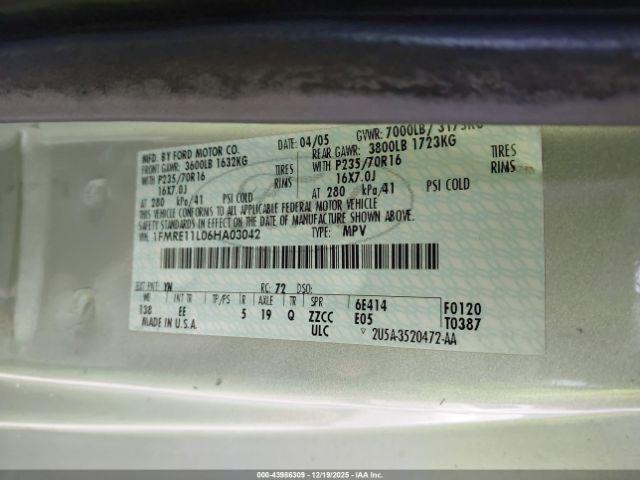 MFD. BY FORD MOTOR CO. DATE: 04/05 GVWR: 7000LB/ 3175KG
FRONT GAWR: 3600LB 1632KG REAR GAWR: 3800LB 1723KG
WITH P235/70R16 TIRES WITH P235/70R16 TIRES
16X7.0J RIMS 16X7.0J RIMS
AT 280 kPa/41 PSI COLD AT 280 kPa/41 PSI COLD
THIS VEHICLE CONFORMS TO ALL APPLICABLE FEDERAL MOTOR VEHICLE
SAFETY STANDARDS IN EFFECT ON THE DATE OF MANUFACTURE SHOWN ABOVE.
VIN: 1FMRE11L06HA03042 TYPE: MPV
EXT PNT: YN RC: 72 DSO:
WB INT TR TP/PS R AXLE TR SPR 6E414 F0120
138 EE 5 19 Q ZZCC E05 T0387
MADE IN U.S.A. ULC 2U5A-3520472-AA
000-43986309 - 12/19/2025 - IAAI.COM